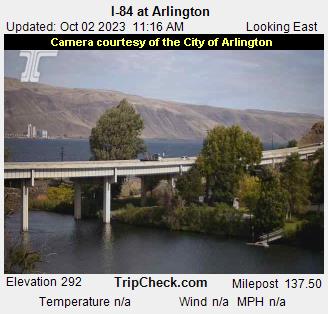 I-84 at Arlington
Updated: Oct 02 2023 11:16 AM Looking East
Camera courtesy of the City of Arlington
Elevation 292 TripCheck.com Milepost 137.50
Temperature n/a Wind n/a MPH n/a